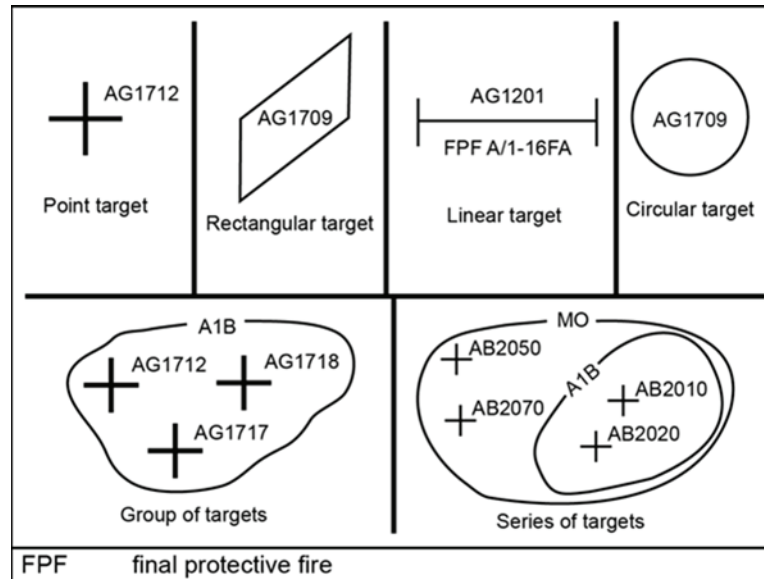 AG1712
Point target
AG1709
Rectangular target
AG1201
FPF A/1-16FA
Linear target
AG1709
Circular target
A1B
AG1712
AG1718
AG1717
Group of targets
MO
AB2050
A1B
AB2010
AB2070
AB2020
Series of targets
FPF final protective fire